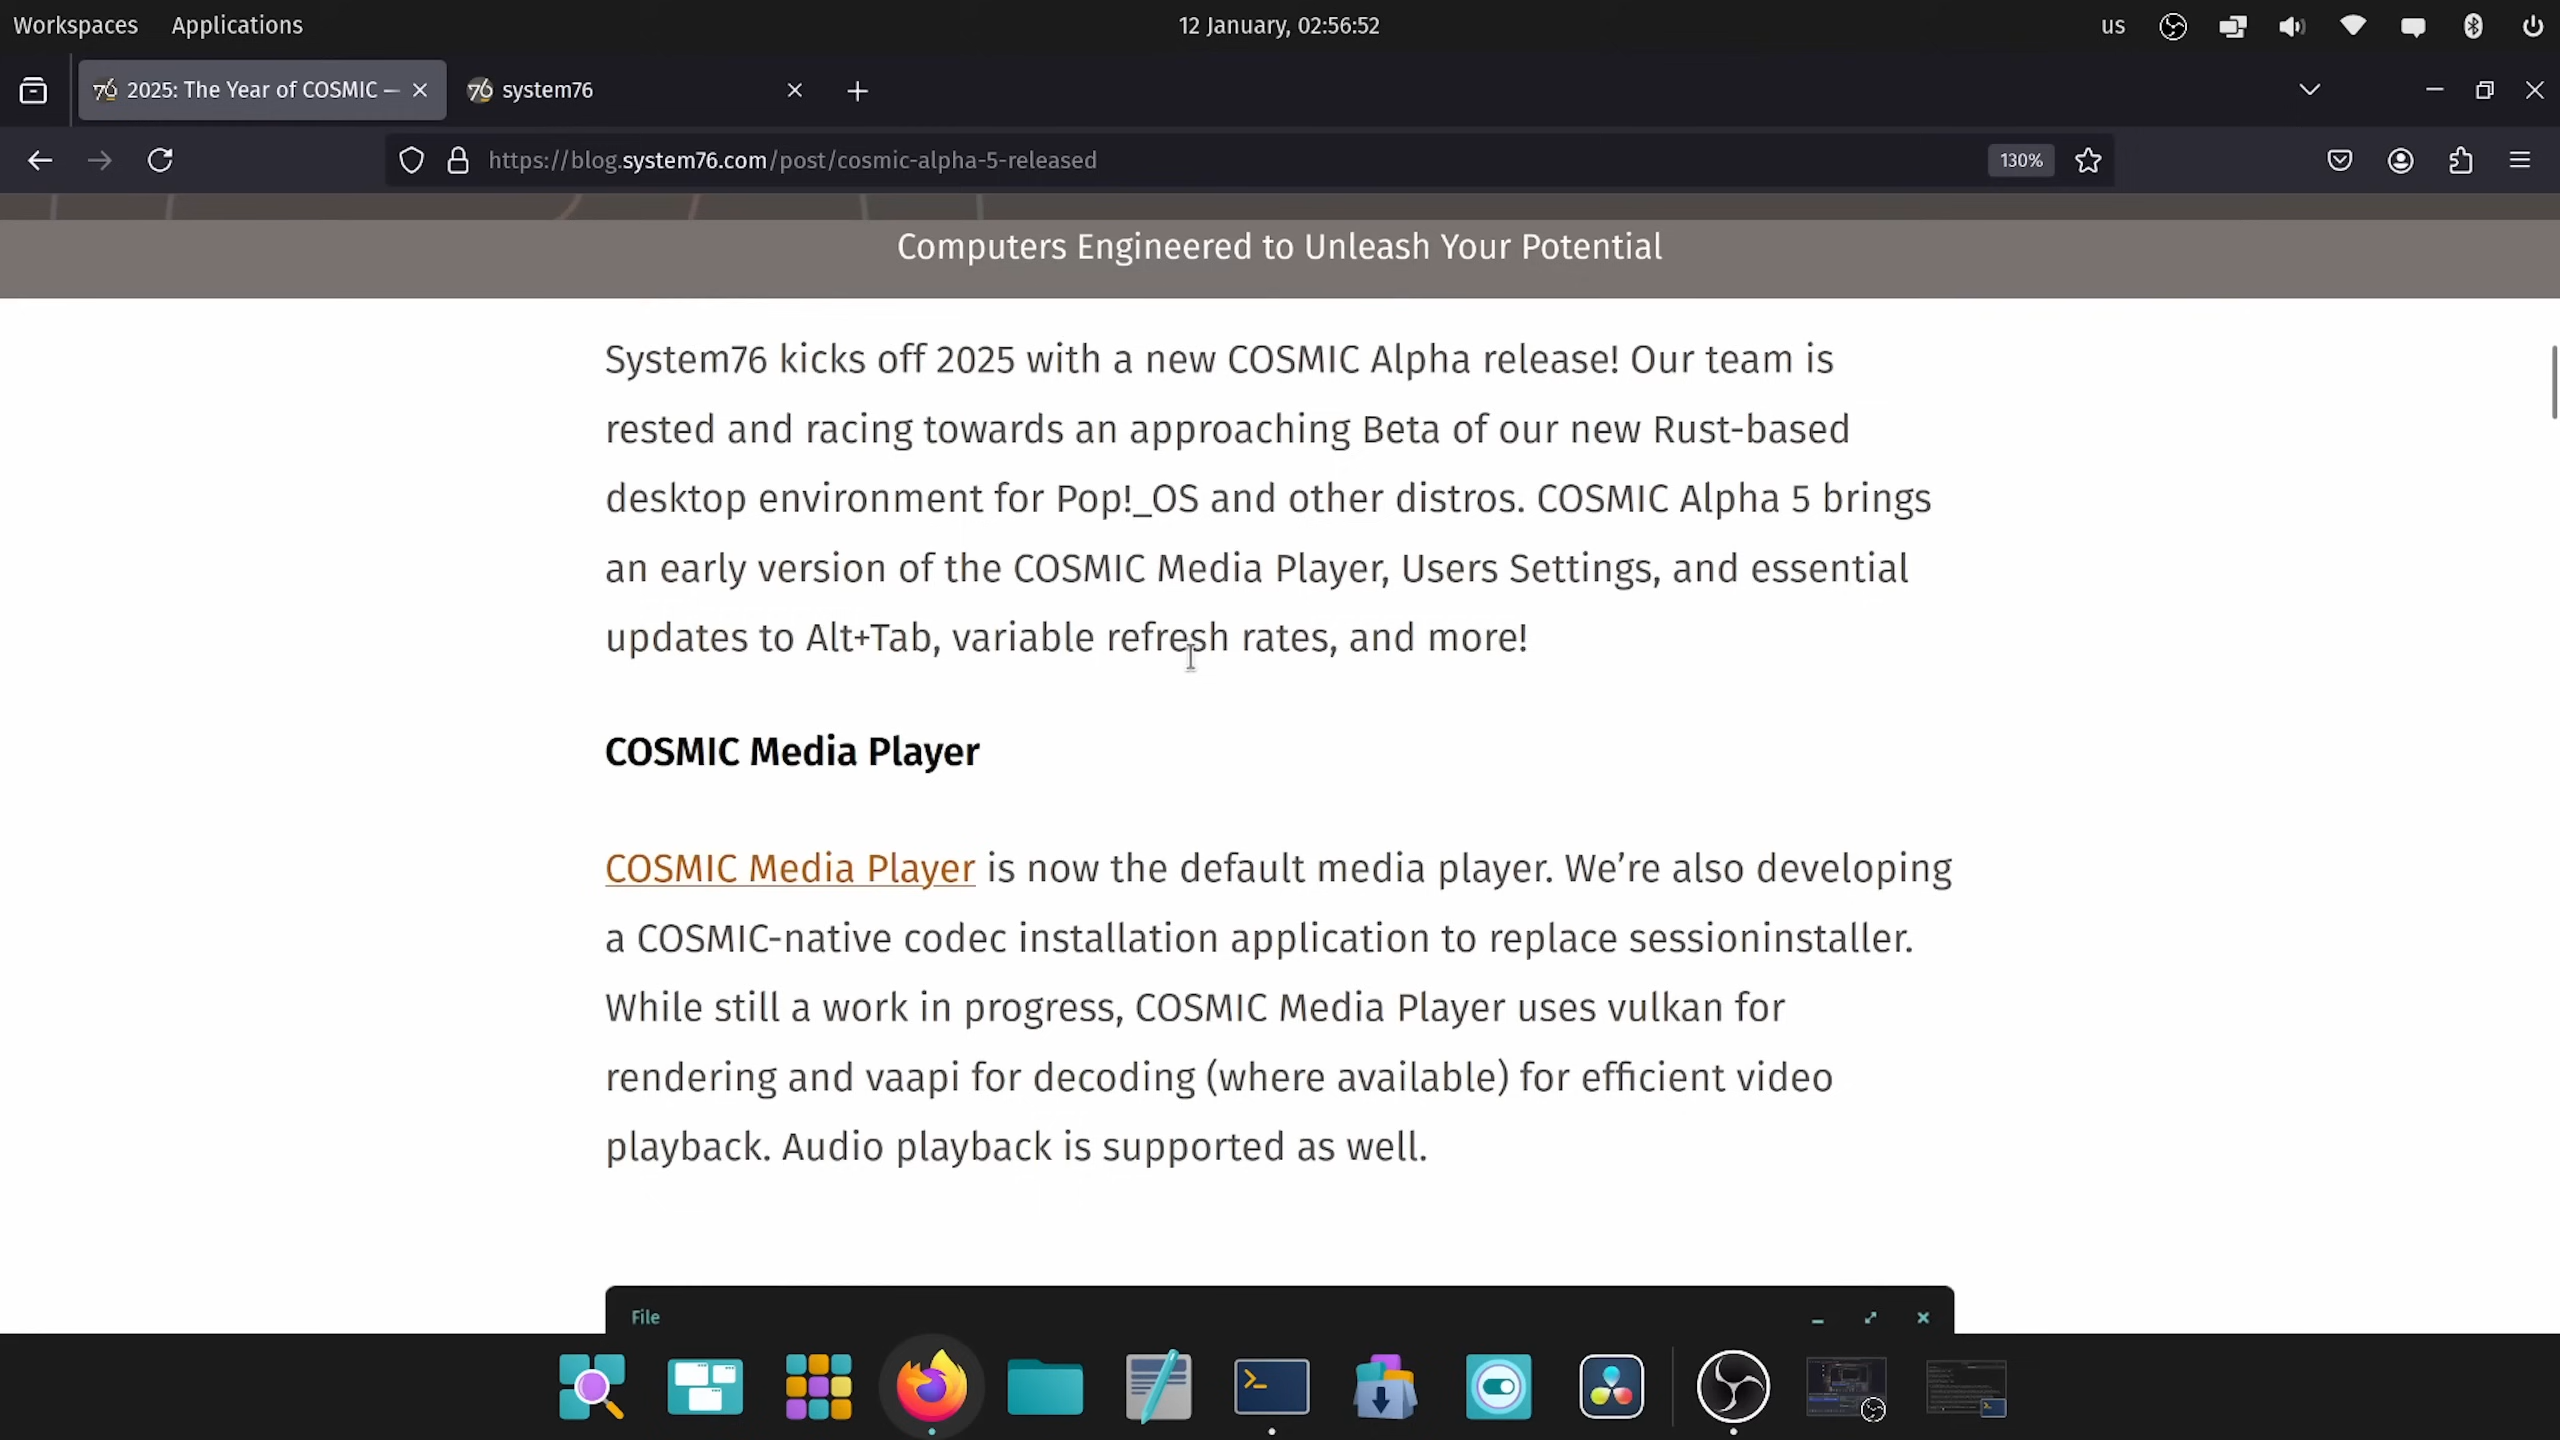 Workspaces Applications 12 January, 02:56:52 us
2025: The Year of COSMIC — system76
https://blog.system76.com/post/cosmic-alpha-5-released 130%
Computers Engineered to Unleash Your Potential
System76 kicks off 2025 with a new COSMIC Alpha release! Our team is
rested and racing towards an approaching Beta of our new Rust-based
desktop environment for Pop!_OS and other distros. COSMIC Alpha 5 brings
an early version of the COSMIC Media Player, Users Settings, and essential
updates to Alt+Tab, variable refresh rates, and more!
COSMIC Media Player
COSMIC Media Player is now the default media player. We’re also developing
a COSMIC-native codec installation application to replace sessioninstaller.
While still a work in progress, COSMIC Media Player uses vulkan for
rendering and vaapi for decoding (where available) for efficient video
playback. Audio playback is supported as well.
File